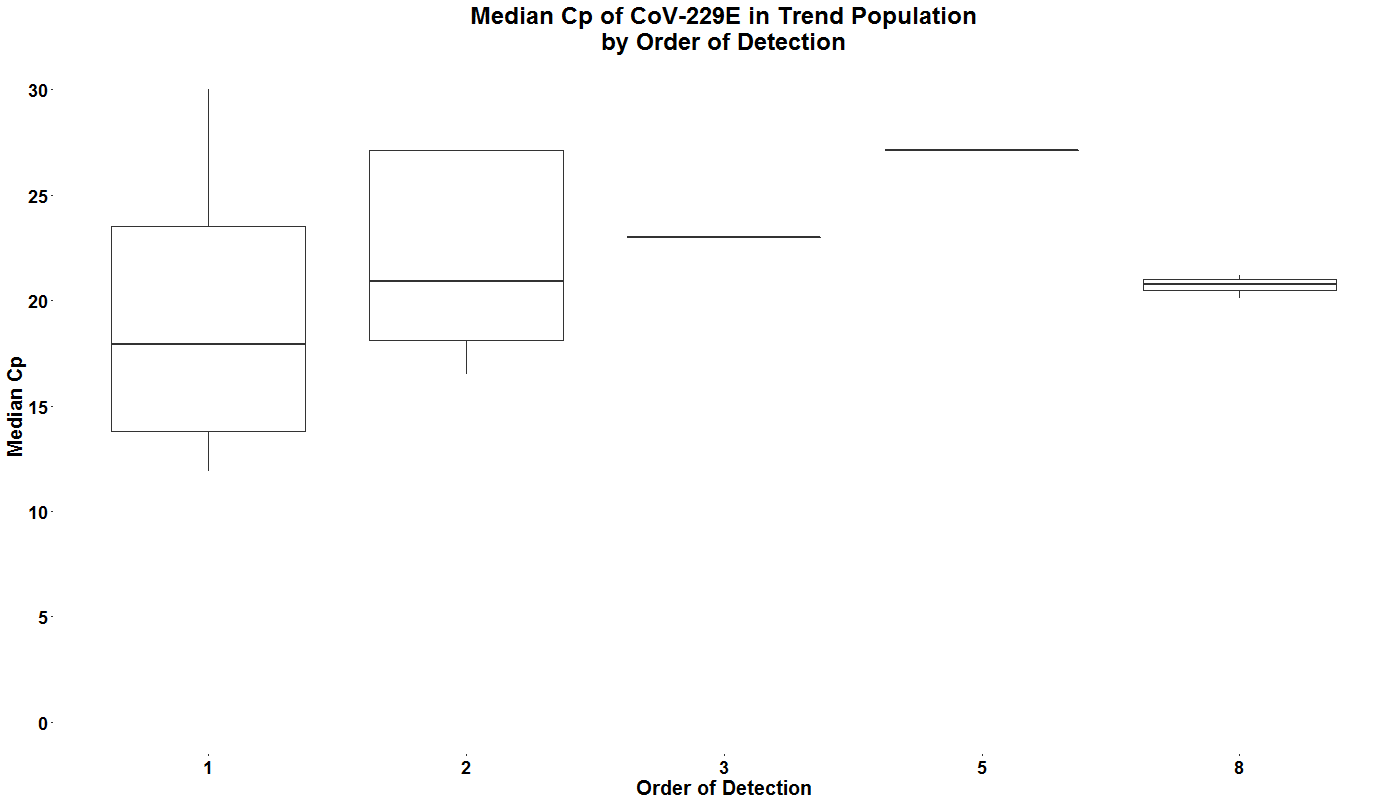 Median Cp of CoV-229E in Trend Population
by Order of Detection
30
25
20
15
10
5
0
Median Cp
1 2 3 5 8
Order of Detection